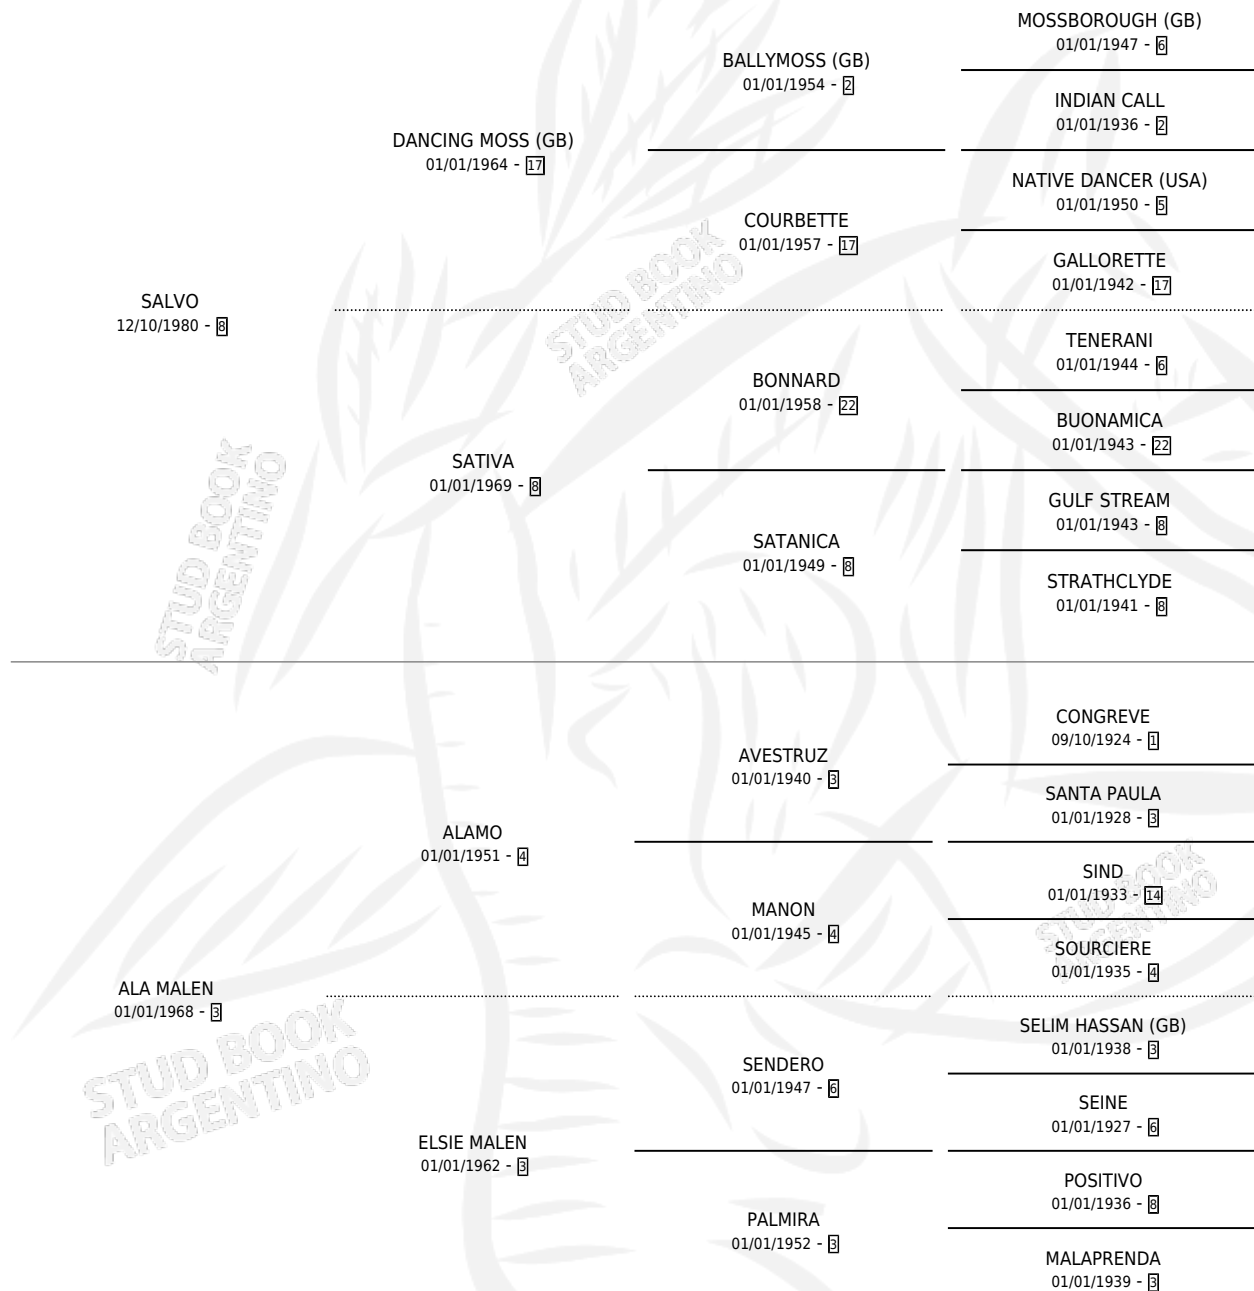 MOSSBOROUGH (GB)
01/01/1947 - 6
BALLYMOSS (GB)
01/01/1954 - 2
INDIAN CALL
01/01/1936 - 2
DANCING MOSS (GB)
01/01/1964 - 17
NATIVE DANCER (USA)
01/01/1950 - 5
COURBETTE
01/01/1957 - 17
GALLORETTE
01/01/1942 - 17
SALVO
12/10/1980 - 8
TENERANI
01/01/1944 - 6
BONNARD
01/01/1958 - 22
BUONAMICA
01/01/1943 - 22
SATIVA
01/01/1969 - 8
GULF STREAM
01/01/1943 - 8
SATANICA
01/01/1949 - 8
STRATHCLYDE
01/01/1941 - 8
STUD BOOK
ARGENTINO
STUD BOOK
ARGENTINO
CONGREVE
09/10/1924 - 1
AVESTRUZ
01/01/1940 - 3
SANTA PAULA
01/01/1928 - 3
ALAMO
01/01/1951 - 4
SIND
01/01/1933 - 14
MANON
01/01/1945 - 4
SOURCIERE
01/01/1935 - 4
ALA MALEN
01/01/1968 - 3
SELIM HASSAN (GB)
01/01/1938 - 3
SENDERO
01/01/1947 - 6
SEINE
01/01/1927 - 6
ELSIE MALEN
01/01/1962 - 3
POSITIVO
01/01/1936 - 8
PALMIRA
01/01/1952 - 3
MALAPRENDA
01/01/1939 - 3
STUD BOOK
ARGENTINO
STUD BOOK
ARGENTINO